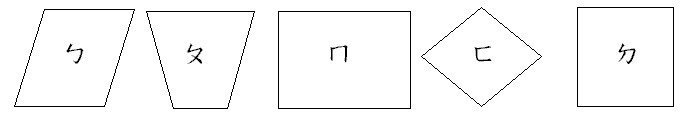 ㄅ ㄆ ㄇ ㄈ ㄉ